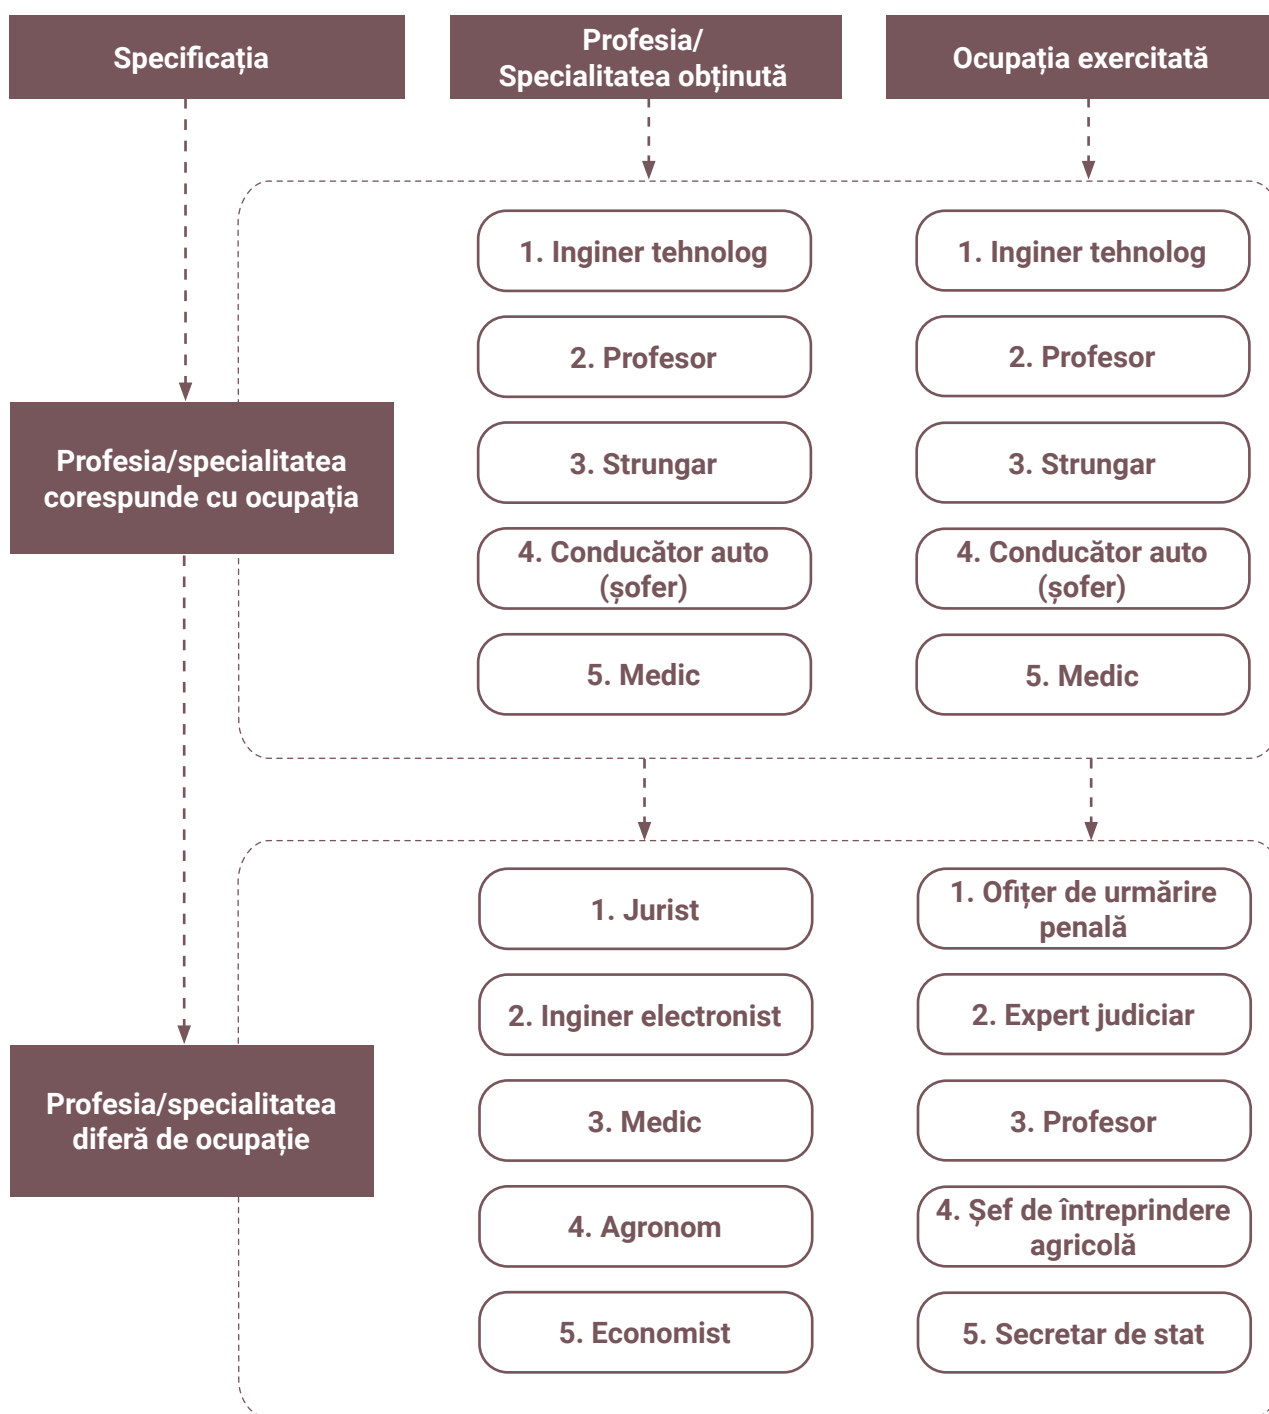 Specificația
Profesia/
Specialitatea obținută
Ocupația exercitată
Profesia/specialitatea
corespunde cu ocupația
1. Inginer tehnolog
1. Inginer tehnolog
2. Profesor
2. Profesor
3. Strungar
3. Strungar
4. Conducător auto
(șofer)
4. Conducător auto
(șofer)
5. Medic
5. Medic
Profesia/specialitatea
diferă de ocupație
1. Jurist
1. Ofițer de urmărire
penală
2. Inginer electronist
2. Expert judiciar
3. Medic
3. Profesor
4. Agronom
4. Șef de întreprindere
agricolă
5. Economist
5. Secretar de stat